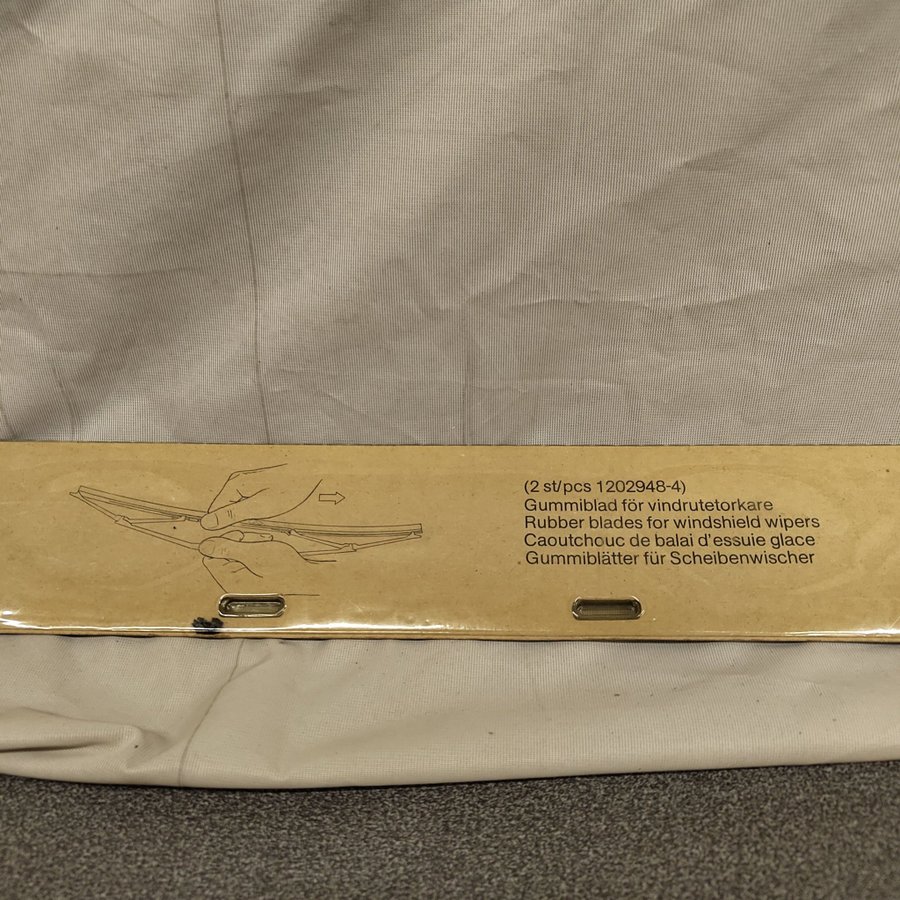 (2 st/pcs 1202948-4)
Gummiblad för vindrutetorkare
Rubber blades for windshield wipers
Caoutchouc de balai d'essuie glace
Gummiblätter für Scheibenwischer